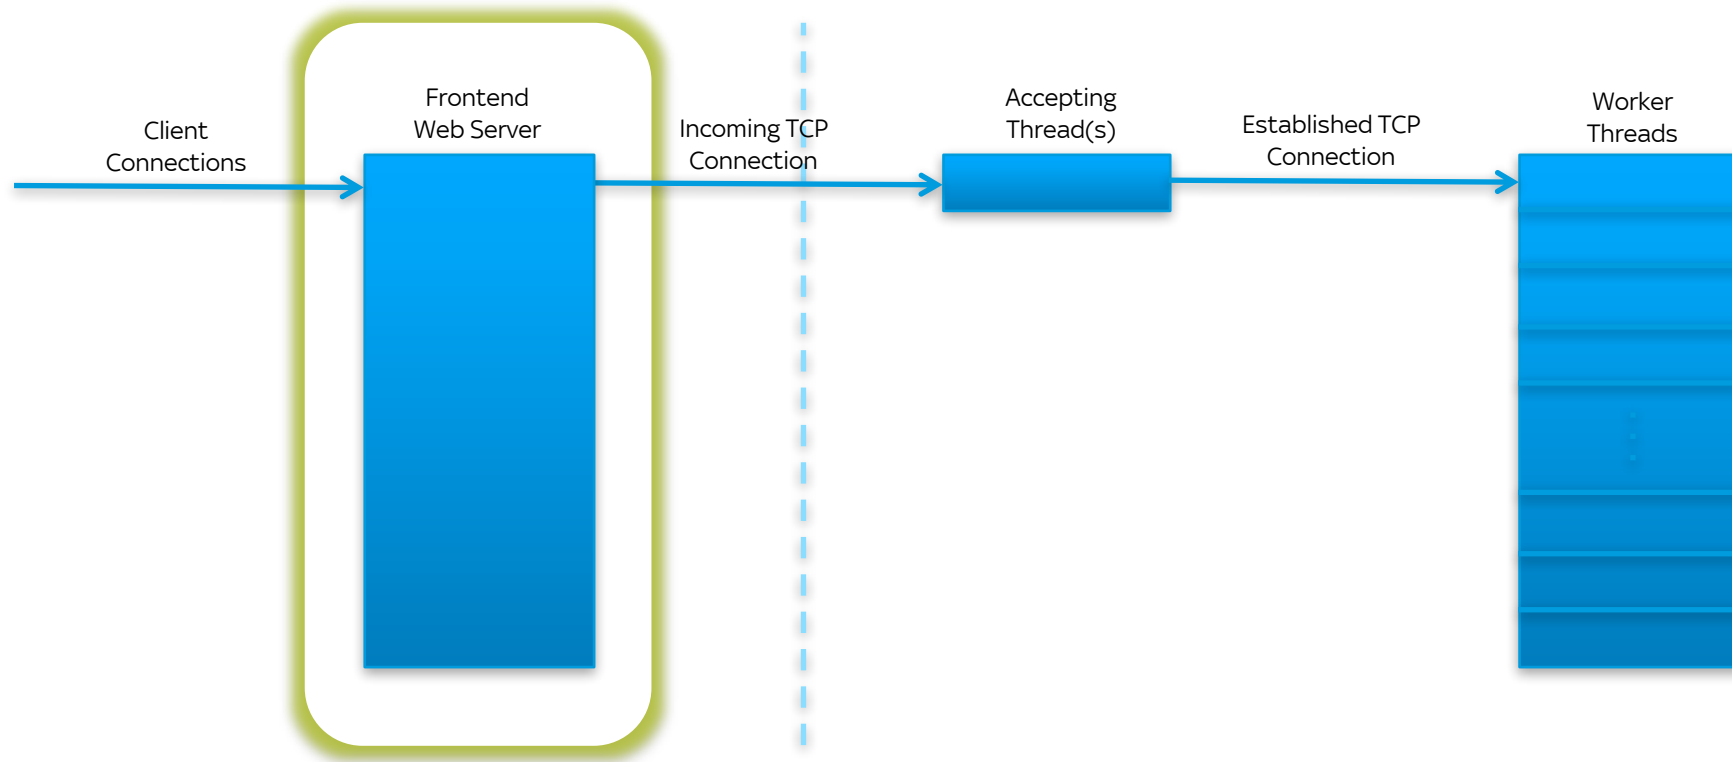 Client
Connections
Frontend
Web Server
Incoming TCP
Connection
Accepting
Thread(s)
Established TCP
Connection
Worker
Threads